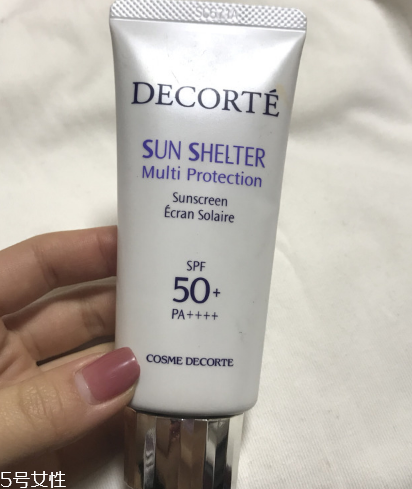 DECORTÉ
SUN SHELTER
Multi Protection
Sunscreen
Écran Solaire
SPF
50+
PA++++
COSME DECORTE
5号女性